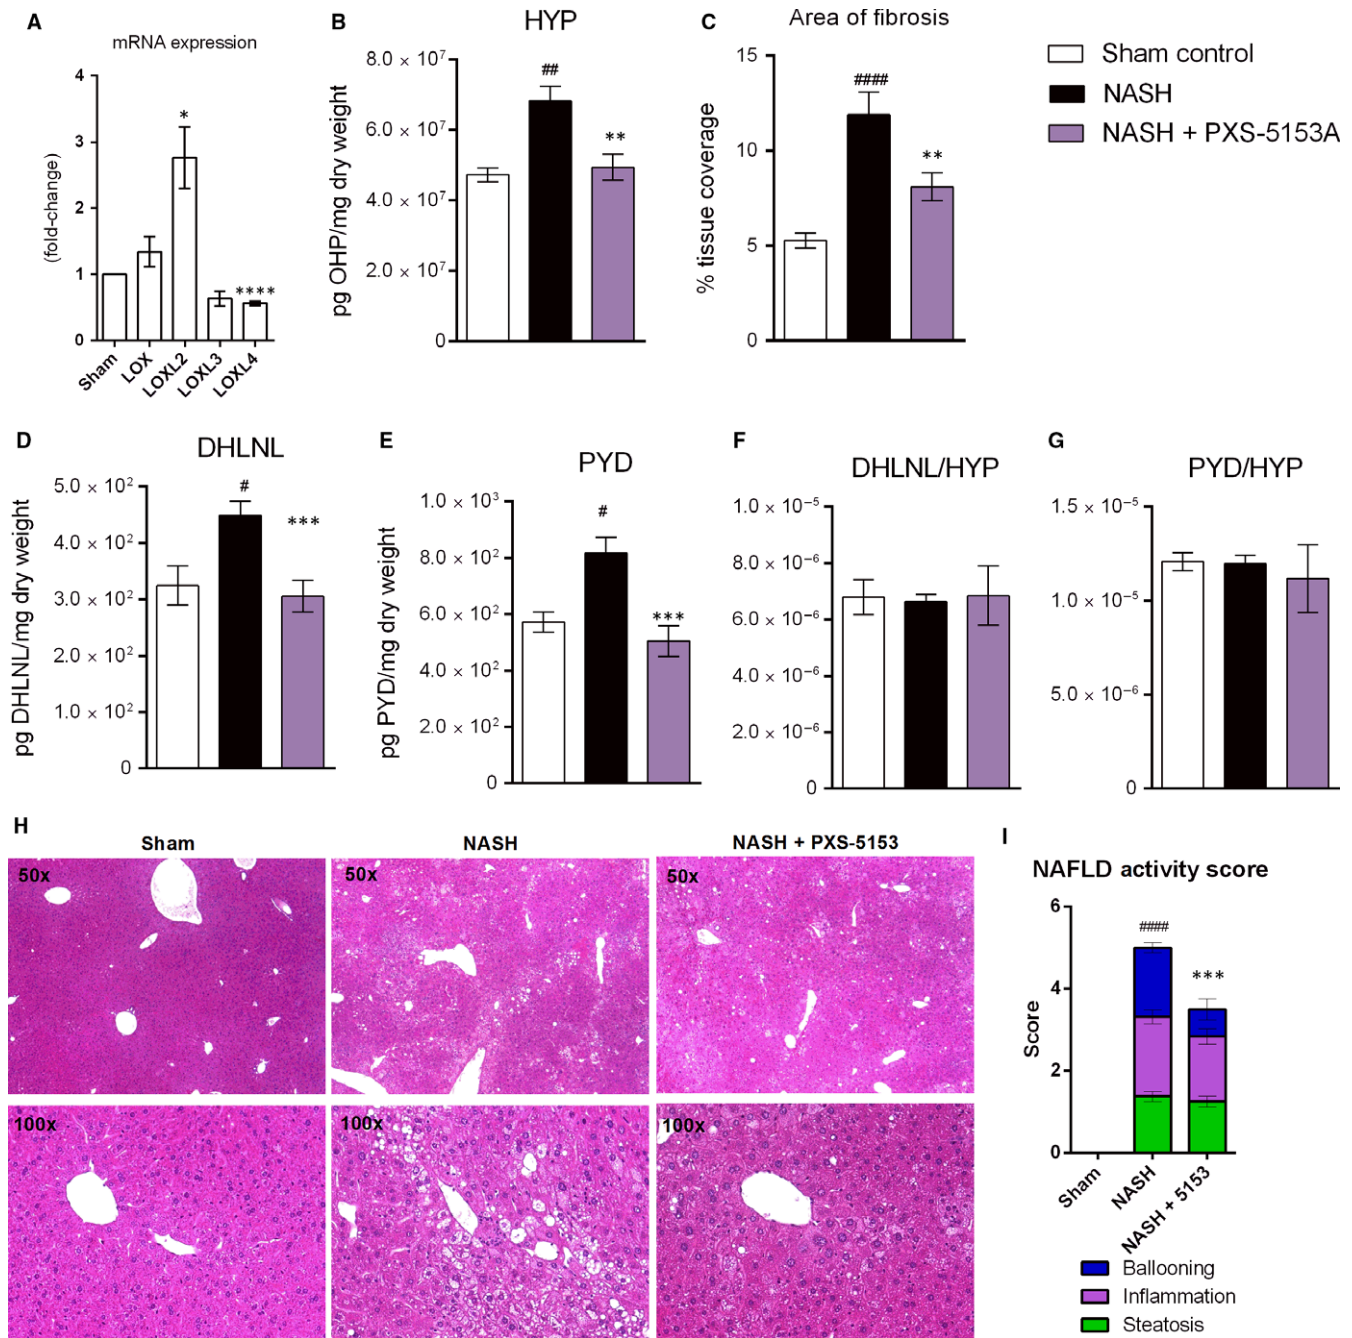 A
mRNA expression
(fold-change)
4
3
2
1
0
*
****
Sham
LOX
LOXL2
LOXL3
LOXL4
B
HYP
pg OHP/mg dry weight
8.0 × 10⁷
6.0 × 10⁷
4.0 × 10⁷
2.0 × 10⁷
0
##
**
C
Area of fibrosis
% tissue coverage
15
10
5
0
####
**
Sham control
NASH
NASH + PXS-5153A
D
DHLNL
pg DHLNL/mg dry weight
5.0 × 10²
4.0 × 10²
3.0 × 10²
2.0 × 10²
1.0 × 10²
0
#
***
E
PYD
pg PYD/mg dry weight
1.0 × 10³
8.0 × 10²
6.0 × 10²
4.0 × 10²
2.0 × 10²
0
#
***
F
DHLNL/HYP
1.0 × 10⁻⁵
8.0 × 10⁻⁶
6.0 × 10⁻⁶
4.0 × 10⁻⁶
2.0 × 10⁻⁶
0
G
PYD/HYP
1.5 × 10⁻⁵
1.0 × 10⁻⁵
5.0 × 10⁻⁶
0
H
Sham
NASH
NASH + PXS-5153
50x
50x
50x
100x
100x
100x
I
NAFLD activity score
Score
6
4
2
0
####
***
Sham
NASH
NASH + 5153
Ballooning
Inflammation
Steatosis